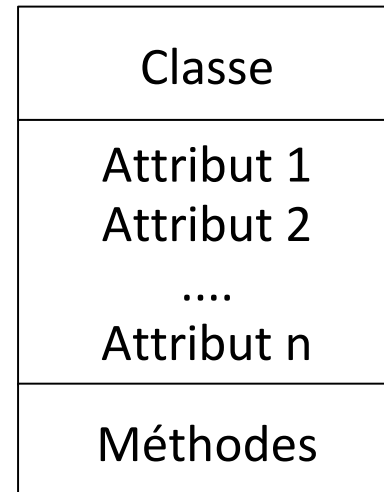 Classe
Attribut 1
Attribut 2
....
Attribut n
Méthodes